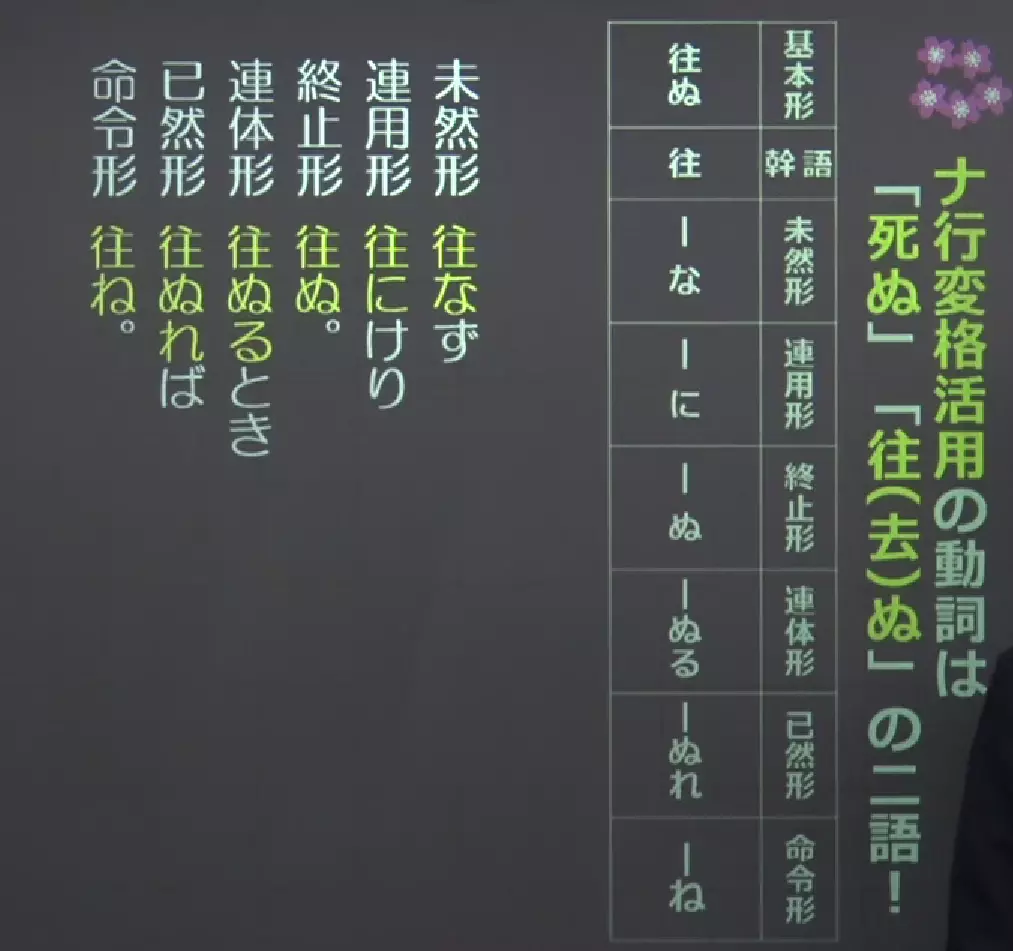 ナ行変格活用の動詞は
「死ぬ」「往(去)ぬ」の二語!
基本形 語幹 未然形 連用形 終止形 連体形 已然形 命令形
往ぬ 往 ーな ーに ーぬ ーぬる ーぬれ ーね
未然形 往なず
連用形 往にけり
終止形 往ぬ。
連体形 往ぬるとき
已然形 往ぬれば
命令形 往ね。